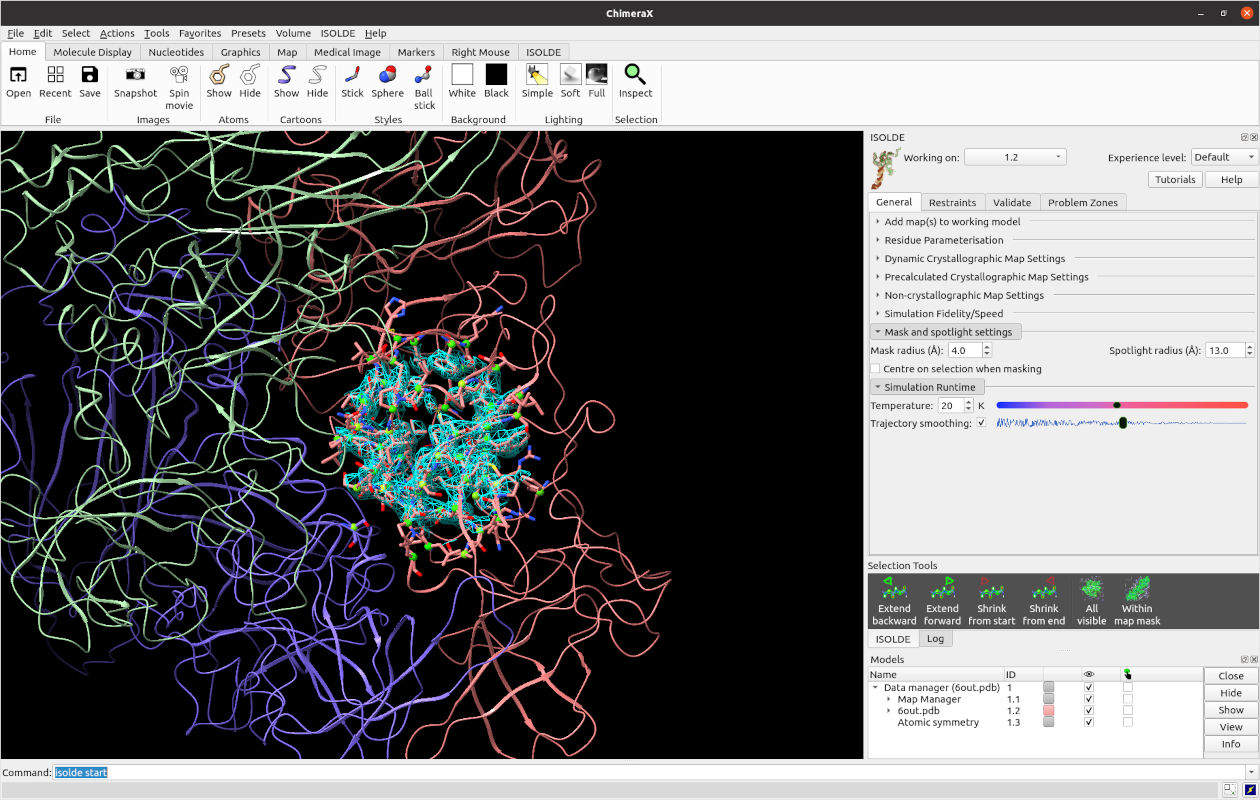 ChimeraX
File Edit Select Actions Tools Favorites Presets Volume ISOLDE Help
Home Molecule Display Nucleotides Graphics Map Medical Image Markers Right Mouse ISOLDE
Open Recent Save Snapshot Spin movie Show Hide Show Hide Stick Sphere Ball stick White Black Simple Soft Full Inspect
File Images Atoms Cartoons Styles Background Lighting Selection
ISOLDE
Working on: 1.2 Experience level: Default
Tutorials Help
General Restraints Validate Problem Zones
Add map(s) to working model
Residue Parameterisation
Dynamic Crystallographic Map Settings
Precalculated Crystallographic Map Settings
Non-crystallographic Map Settings
Simulation Fidelity/Speed
Mask and spotlight settings
Mask radius (Å): 4.0 Spotlight radius (Å): 13.0
Centre on selection when masking
Simulation Runtime
Temperature: 20 K
Trajectory smoothing:
Selection Tools
Extend backward Extend forward Shrink from start Shrink from end All visible Within map mask
ISOLDE Log
Models
Name ID
Data manager (6out.pdb) 1
Map Manager 1.1
6out.pdb 1.2
Atomic symmetry 1.3
Close
Hide
Show
View
Info
Command: isolde start